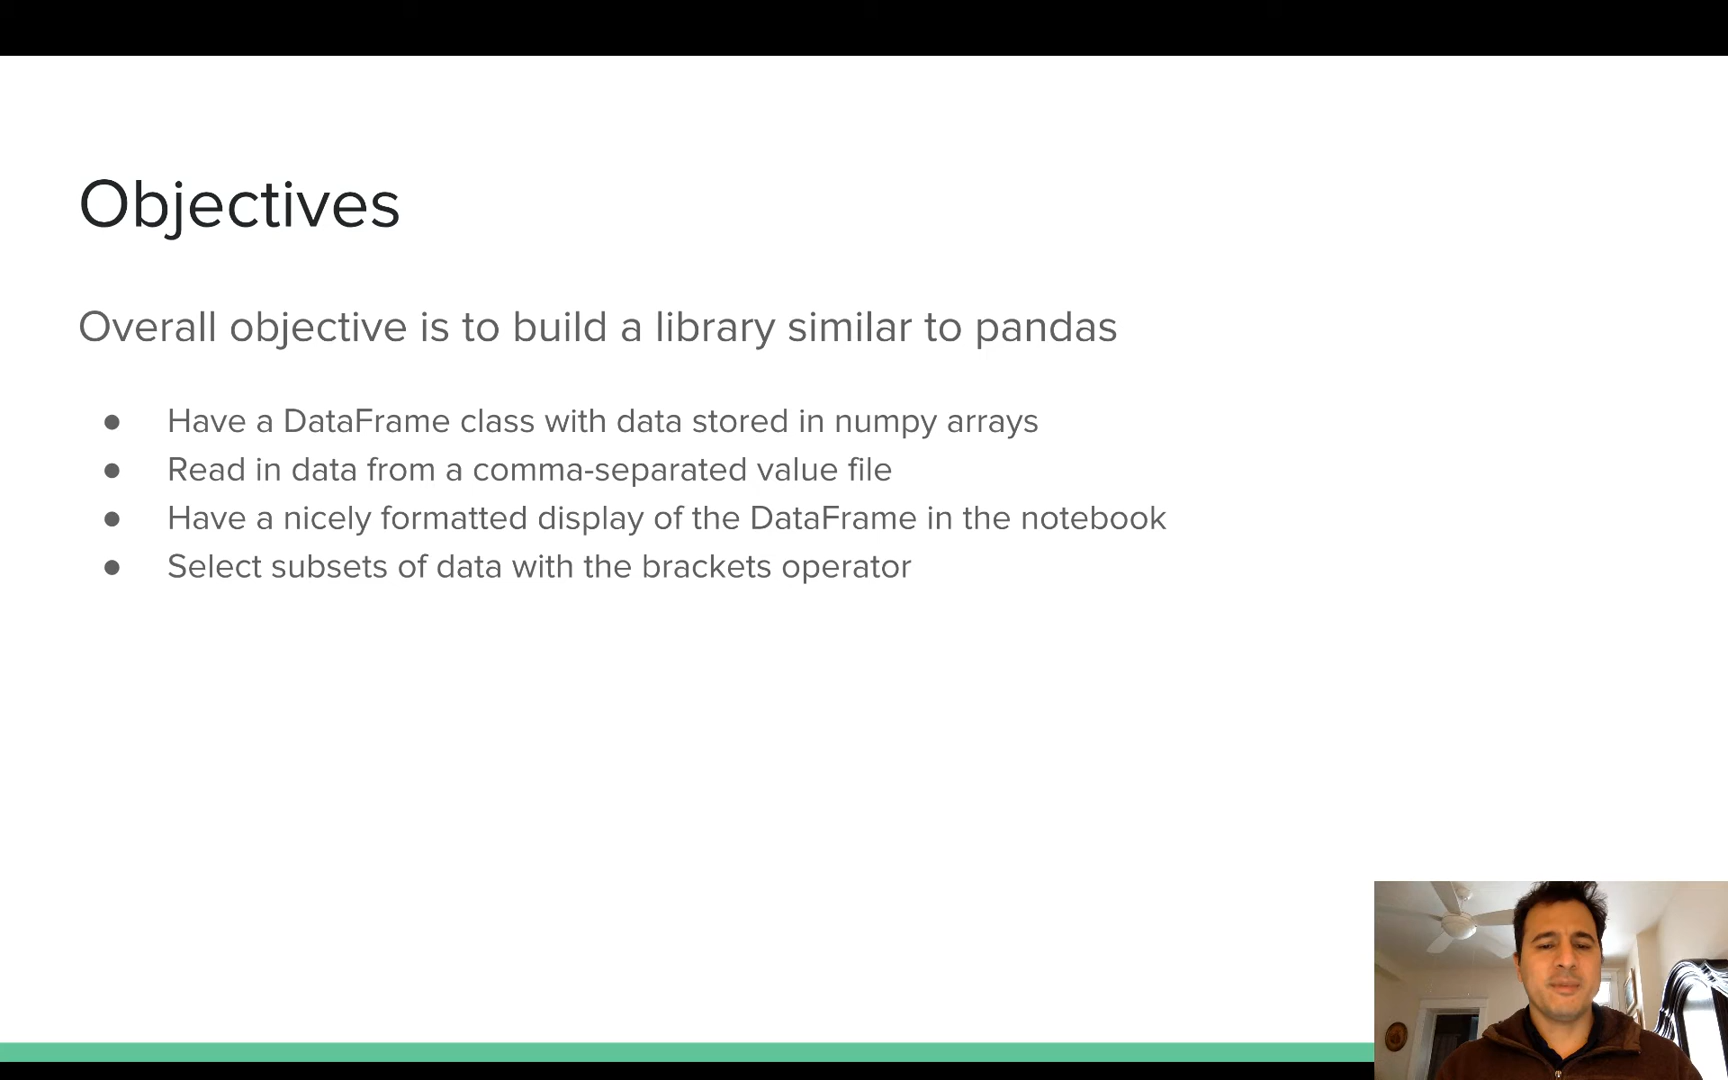 Objectives
Overall objective is to build a library similar to pandas
● Have a DataFrame class with data stored in numpy arrays
● Read in data from a comma-separated value file
● Have a nicely formatted display of the DataFrame in the notebook
● Select subsets of data with the brackets operator